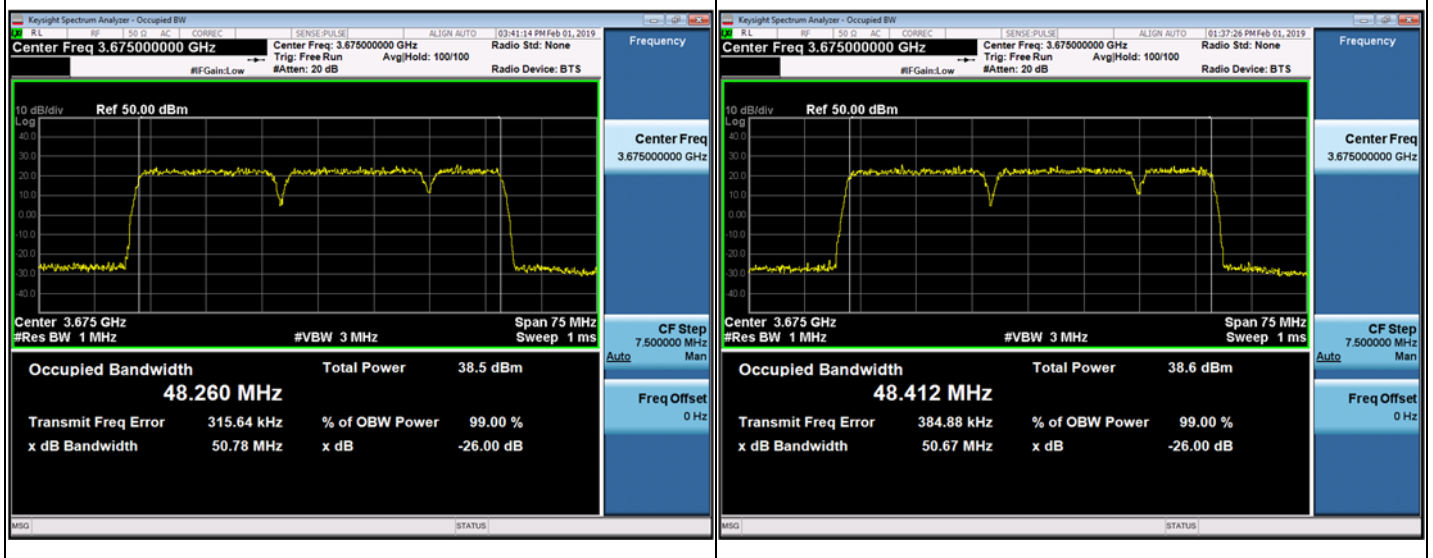 Keysight Spectrum Analyzer - Occupied BW
LXI RL RF 50 Ω AC CORREC SENSE:PULSE ALIGN AUTO 03:41:14 PM Feb 01, 2019
Center Freq 3.675000000 GHz
Center Freq: 3.675000000 GHz Radio Std: None
Trig: Free Run Avg|Hold: 100/100
#IFGain:Low #Atten: 20 dB Radio Device: BTS
Frequency
10 dB/div Ref 50.00 dBm
Log
40.0
30.0
20.0
10.0
0.00
-10.0
-20.0
-30.0
-40.0
Center 3.675 GHz Span 75 MHz
#Res BW 1 MHz #VBW 3 MHz Sweep 1 ms
Center Freq
3.675000000 GHz
CF Step
7.500000 MHz
Auto Man
Freq Offset
0 Hz
Occupied Bandwidth Total Power 38.5 dBm
48.260 MHz
Transmit Freq Error 315.64 kHz % of OBW Power 99.00 %
x dB Bandwidth 50.78 MHz x dB -26.00 dB
MSG STATUS
Keysight Spectrum Analyzer - Occupied BW
LXI RL RF 50 Ω AC CORREC SENSE:PULSE ALIGN AUTO 01:37:26 PM Feb 01, 2019
Center Freq 3.675000000 GHz
Center Freq: 3.675000000 GHz Radio Std: None
Trig: Free Run Avg|Hold: 100/100
#IFGain:Low #Atten: 20 dB Radio Device: BTS
Frequency
10 dB/div Ref 50.00 dBm
Log
40.0
30.0
20.0
10.0
0.00
-10.0
-20.0
-30.0
-40.0
Center 3.675 GHz Span 75 MHz
#Res BW 1 MHz #VBW 3 MHz Sweep 1 ms
Center Freq
3.675000000 GHz
CF Step
7.500000 MHz
Auto Man
Freq Offset
0 Hz
Occupied Bandwidth Total Power 38.6 dBm
48.412 MHz
Transmit Freq Error 384.88 kHz % of OBW Power 99.00 %
x dB Bandwidth 50.67 MHz x dB -26.00 dB
MSG STATUS